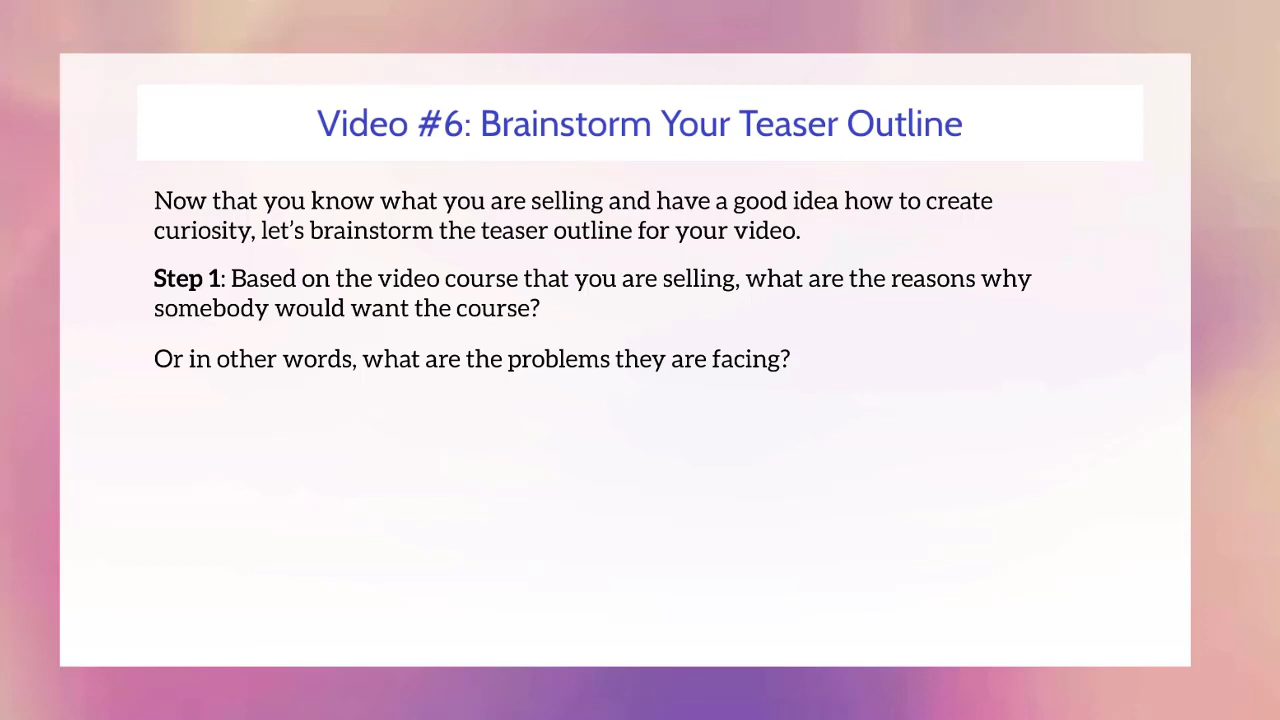 Video #6: Brainstorm Your Teaser Outline
Now that you know what you are selling and have a good idea how to create
curiosity, let’s brainstorm the teaser outline for your video.
Step 1: Based on the video course that you are selling, what are the reasons why
somebody would want the course?
Or in other words, what are the problems they are facing?